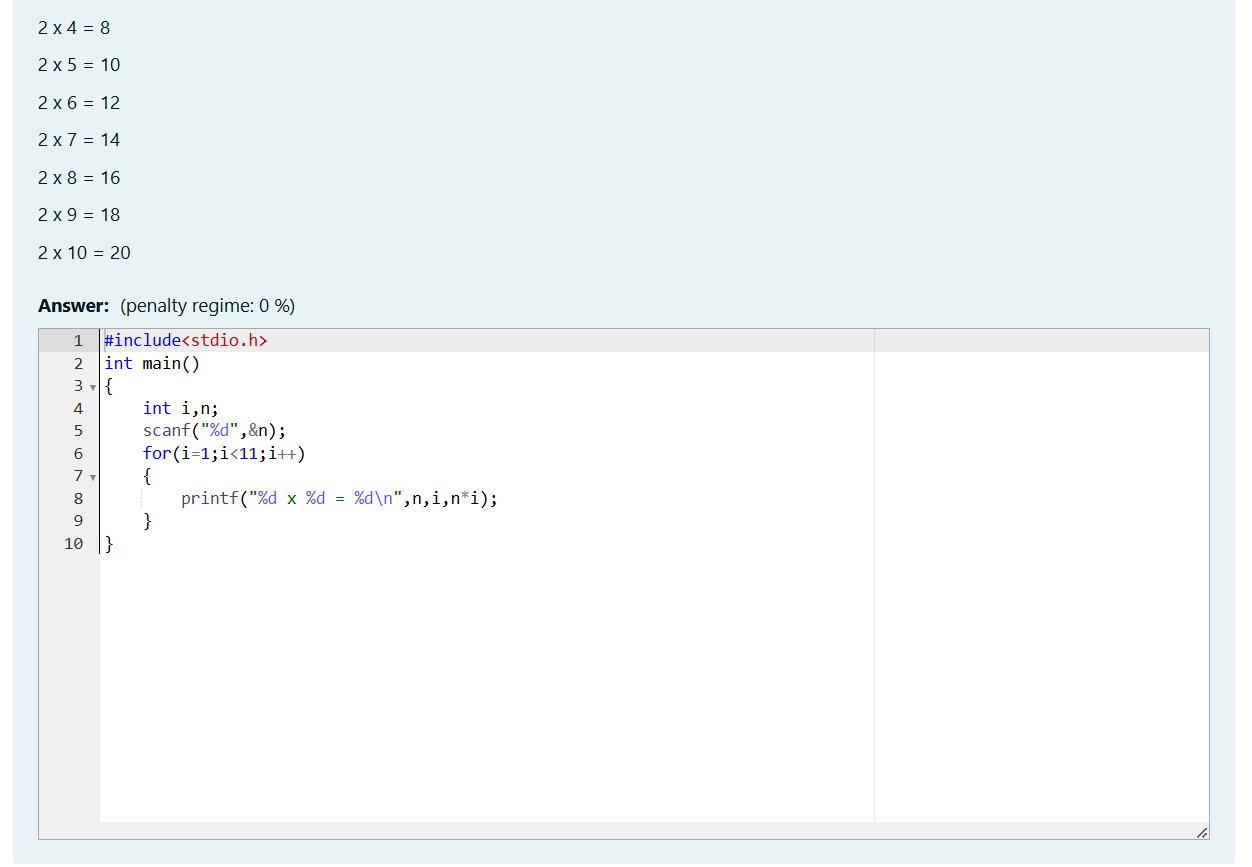 2 x 4 = 8
2 x 5 = 10
2 x 6 = 12
2 x 7 = 14
2 x 8 = 16
2 x 9 = 18
2 x 10 = 20
Answer: (penalty regime: 0 %)
1 #include<stdio.h>
2 int main()
3 {
4     int i,n;
5     scanf("%d",&n);
6     for(i=1;i<11;i++)
7     {
8         printf("%d x %d = %d\n",n,i,n*i);
9     }
10 }